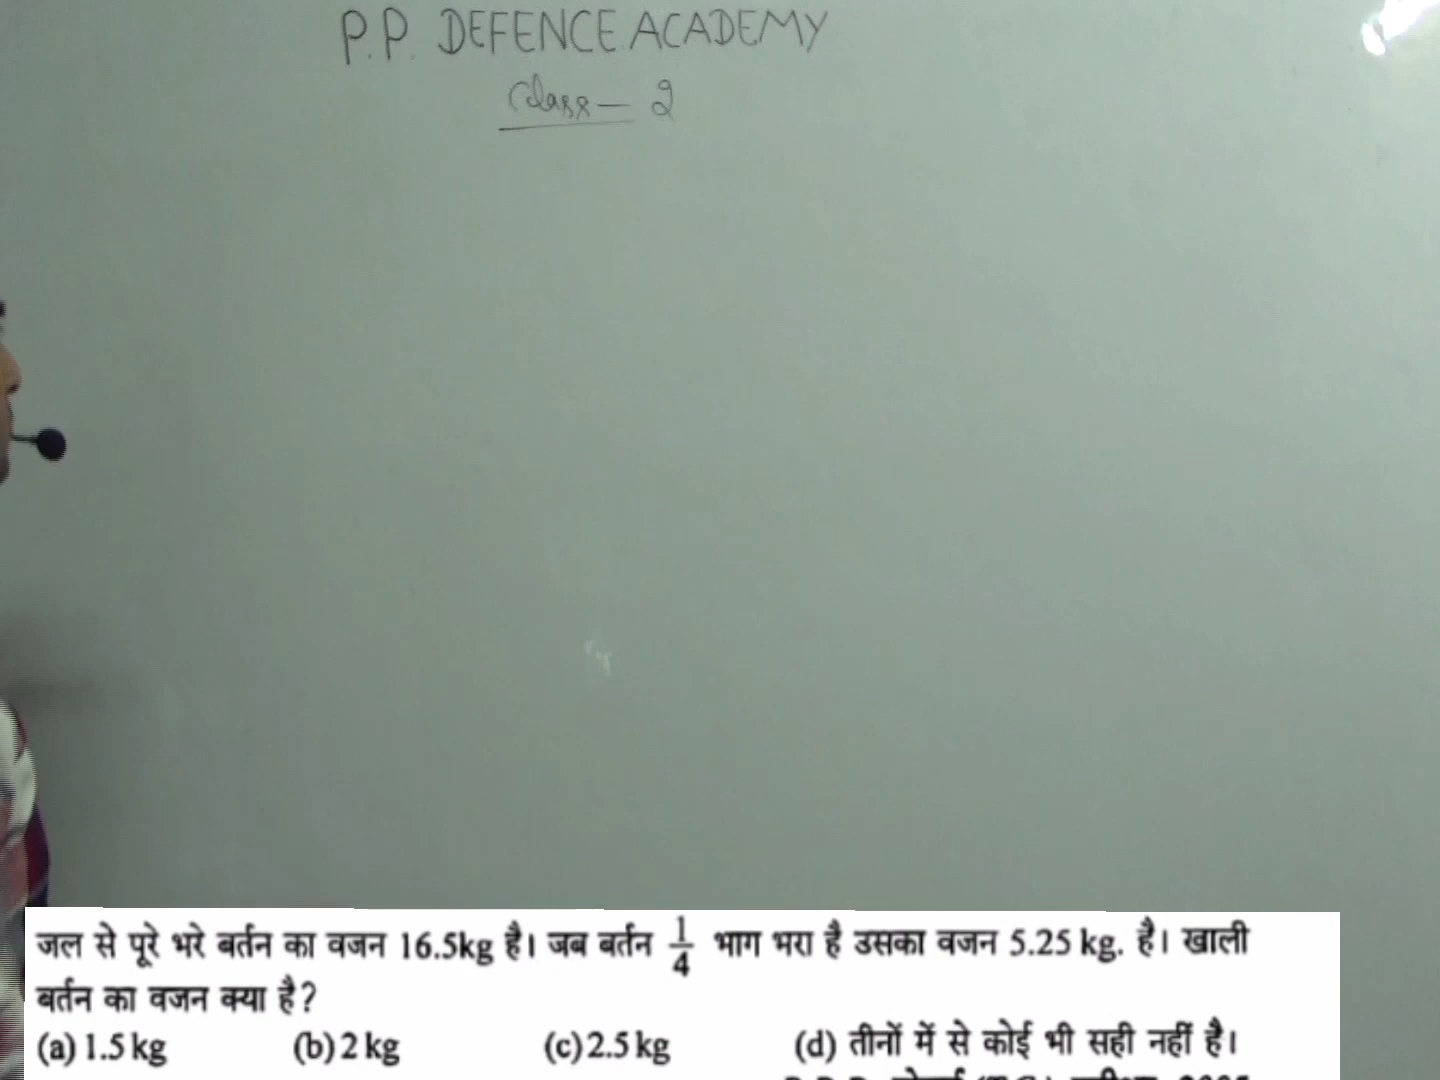 P.P. DEFENCE ACADEMY
Class - 2
जल से पूरे भरे बर्तन का वजन 16.5kg है। जब बर्तन 1/4 भाग भरा है उसका वजन 5.25 kg. है। खाली
बर्तन का वजन क्या है?
(a) 1.5 kg (b) 2 kg (c) 2.5 kg (d) तीनों में से कोई भी सही नहीं है।